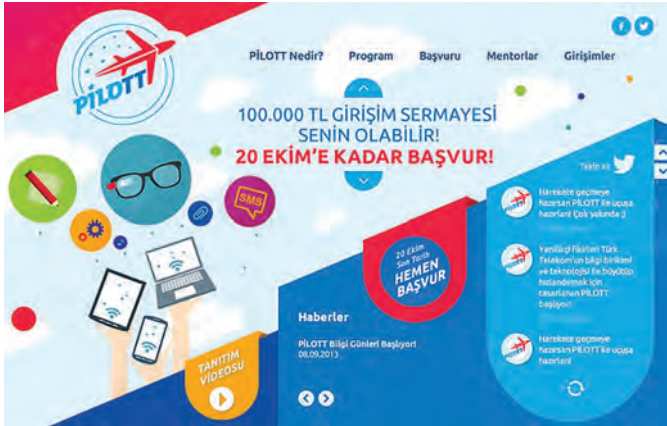 PİLOTT
PİLOTT Nedir? Program Başvuru Mentorlar Girişimler
100.000 TL GİRİŞİM SERMAYESİ
SENİN OLABİLİR!
20 EKİM'E KADAR BAŞVUR!
SMS
20 Ekim
Son Tarih
HEMEN
BAŞVUR
Haberler
PİLOTT Bilgi Günleri Başlıyor!
08.09.2013
TANITIM
VİDEOSU
Takip et
Harekete geçmeye
hazırsan PİLOTT ile uçuşa
hazırlan! Çok yakında ;)
Yenilikçi fikirleri Türk
Telekom'un bilgi birikimi
ve teknolojisi ile büyütüp
hızlandırmak için
tasarlanan PİLOTT
başlıyor!
Harekete geçmeye
hazırsan PİLOTT ile uçuşa
hazırlan!